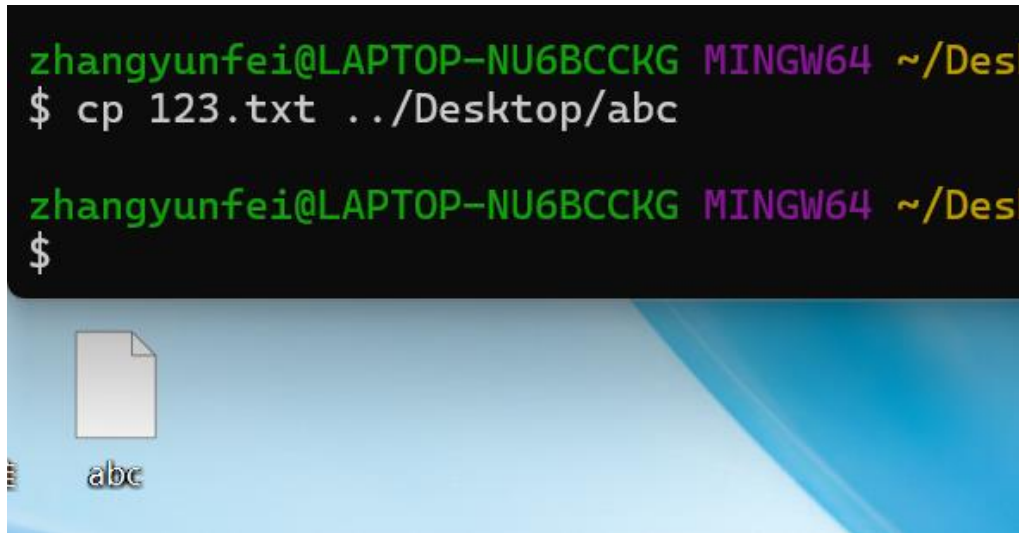 zhangyunfei@LAPTOP-NU6BCCKG MINGW64 ~/Des
$ cp 123.txt ../Desktop/abc
zhangyunfei@LAPTOP-NU6BCCKG MINGW64 ~/Des
$
abc